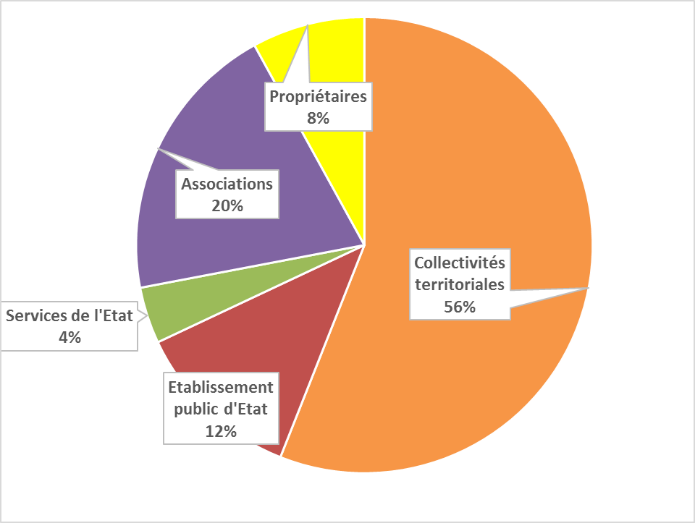 Propriétaires
8%
Associations
20%
Collectivités
territoriales
56%
Services de l'Etat
4%
Etablissement
public d'Etat
12%